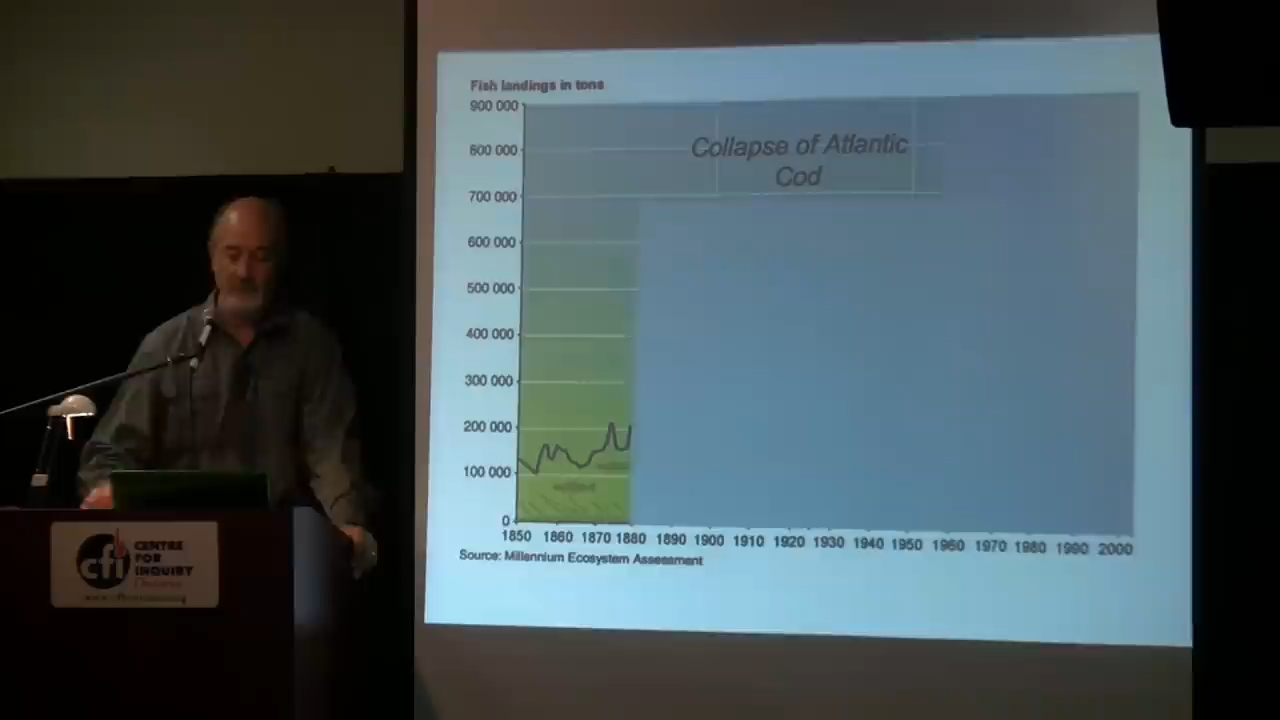 Fish landings in tons
900 000
800 000
700 000
600 000
500 000
400 000
300 000
200 000
100 000
0
Collapse of Atlantic
Cod
1850 1860 1870 1880 1890 1900 1910 1920 1930 1940 1950 1960 1970 1980 1990 2000
Source: Millennium Ecosystem Assessment
cfi
CENTRE
FOR
INQUIRY